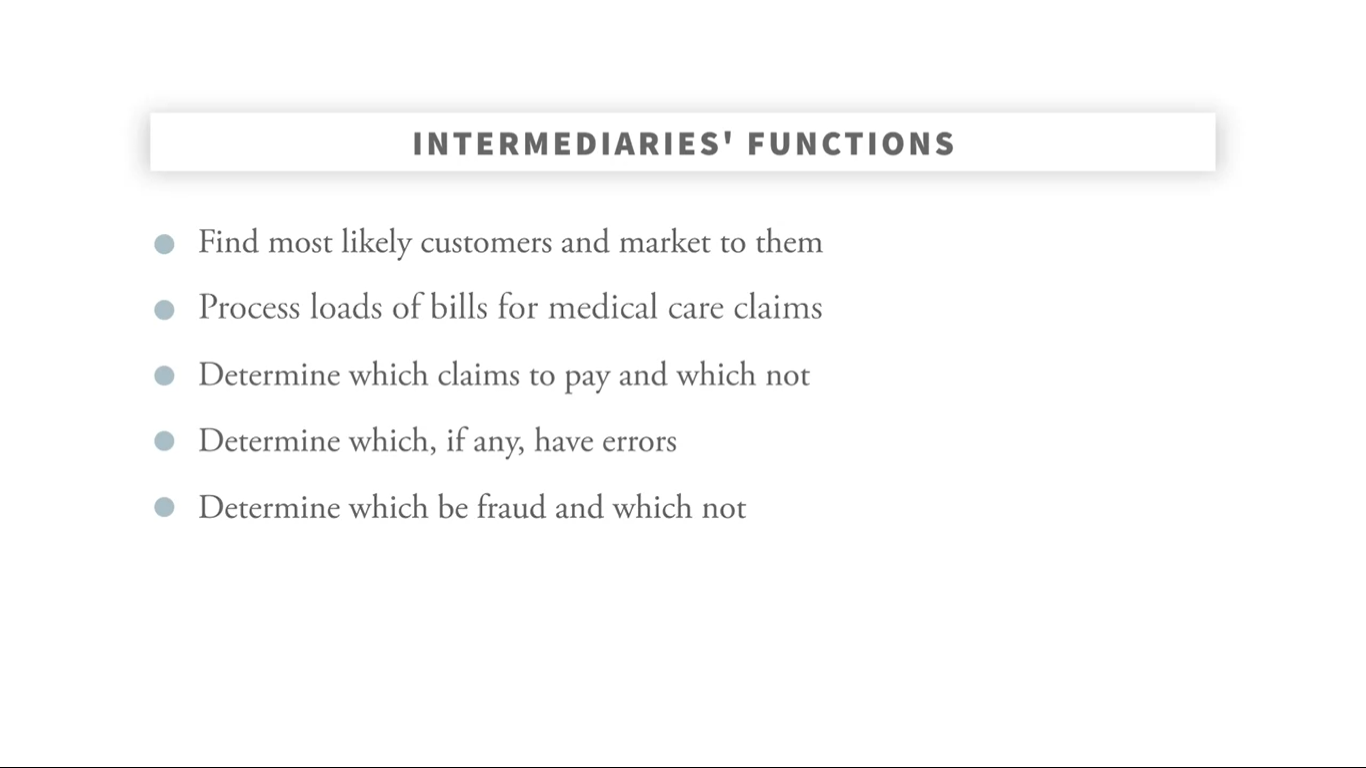 INTERMEDIARIES' FUNCTIONS
Find most likely customers and market to them
Process loads of bills for medical care claims
Determine which claims to pay and which not
Determine which, if any, have errors
Determine which be fraud and which not